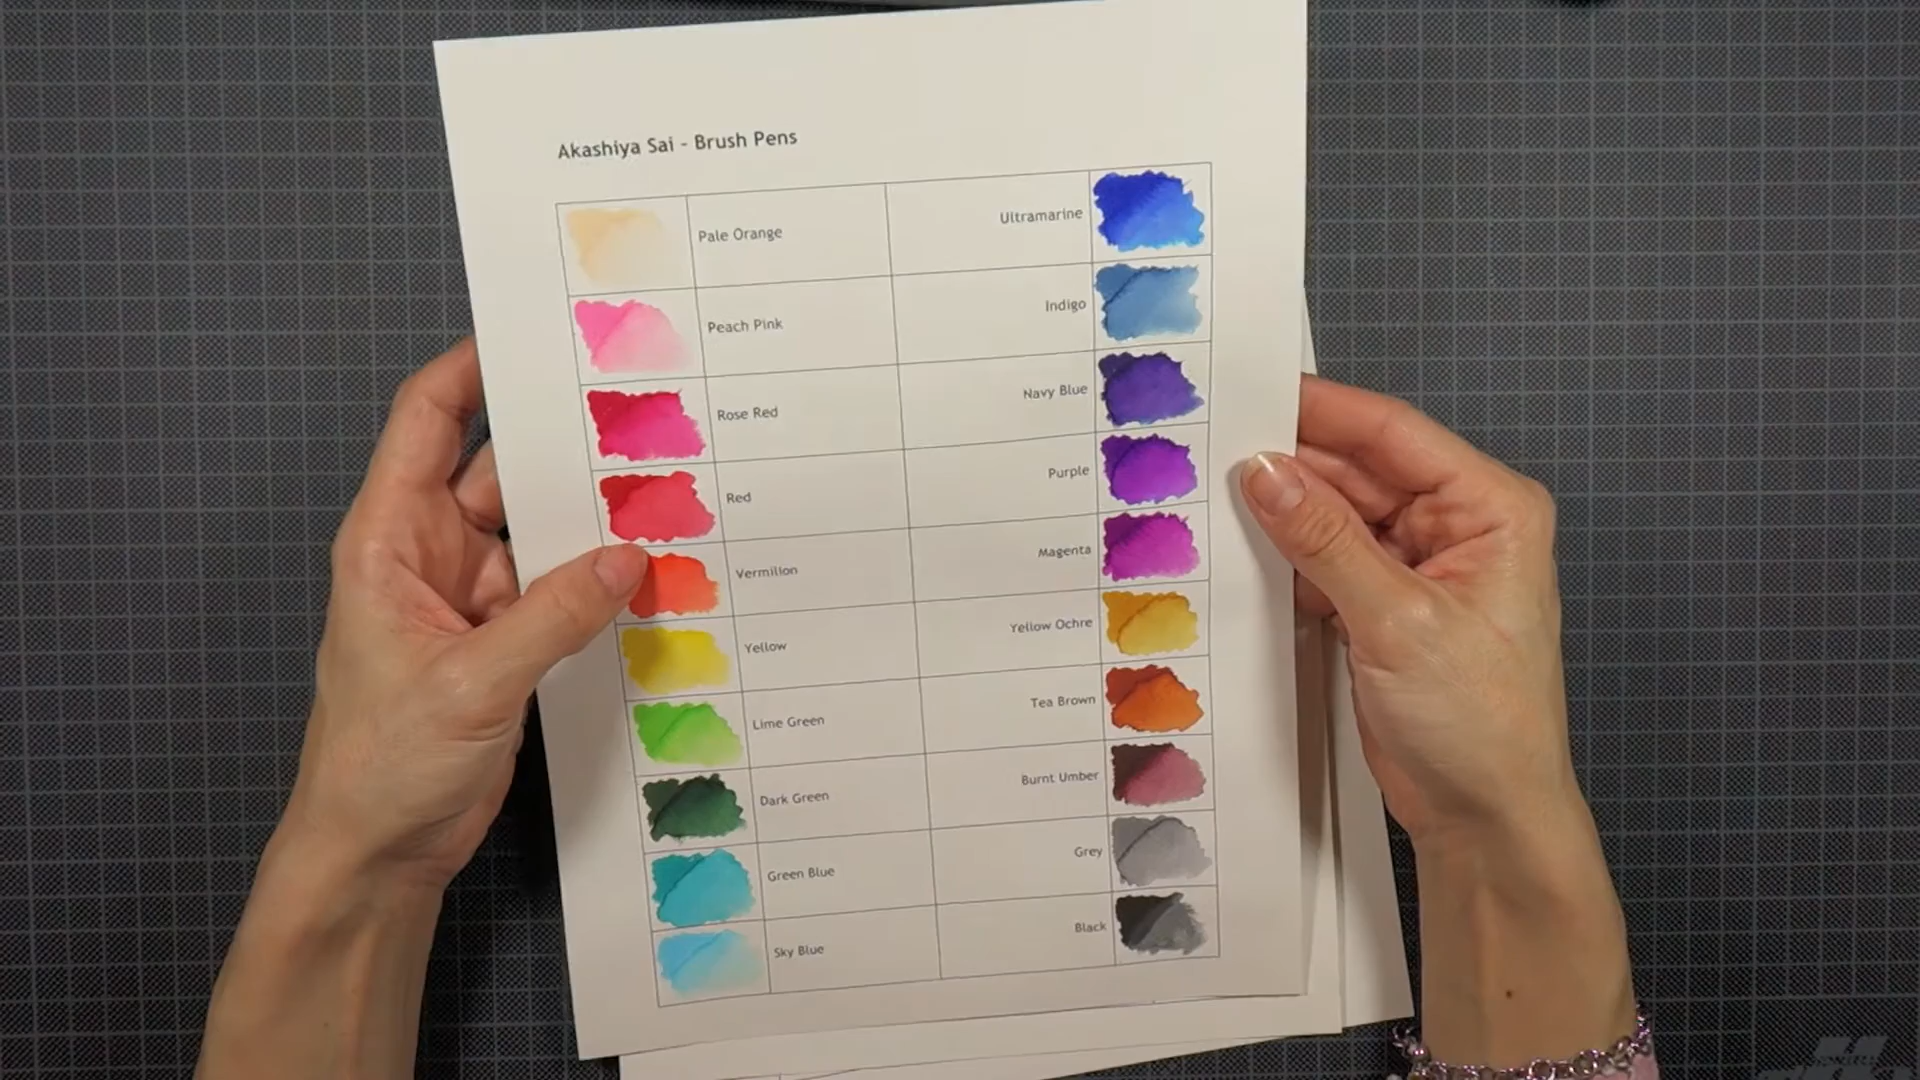 Akashiya Sai - Brush Pens
Pale Orange
Ultramarine
Peach Pink
Indigo
Rose Red
Navy Blue
Red
Purple
Vermilion
Magenta
Yellow
Yellow Ochre
Lime Green
Tea Brown
Dark Green
Burnt Umber
Green Blue
Grey
Sky Blue
Black